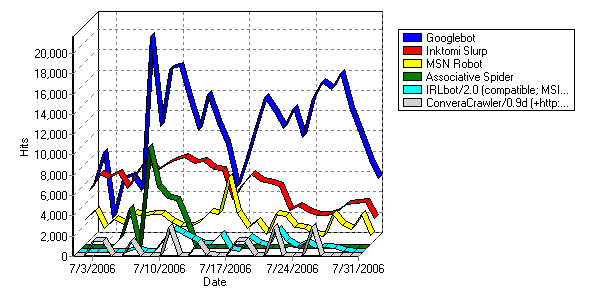 20,000
18,000
16,000
14,000
12,000
10,000
8,000
6,000
4,000
2,000
0
Hits
7/3/2006 7/10/2006 7/17/2006 7/24/2006 7/31/2006
Date
Googlebot
Inktomi Slurp
MSN Robot
Associative Spider
IRLbot/2.0 (compatible; MSI...
ConveraCrawler/0.9d (+http:...